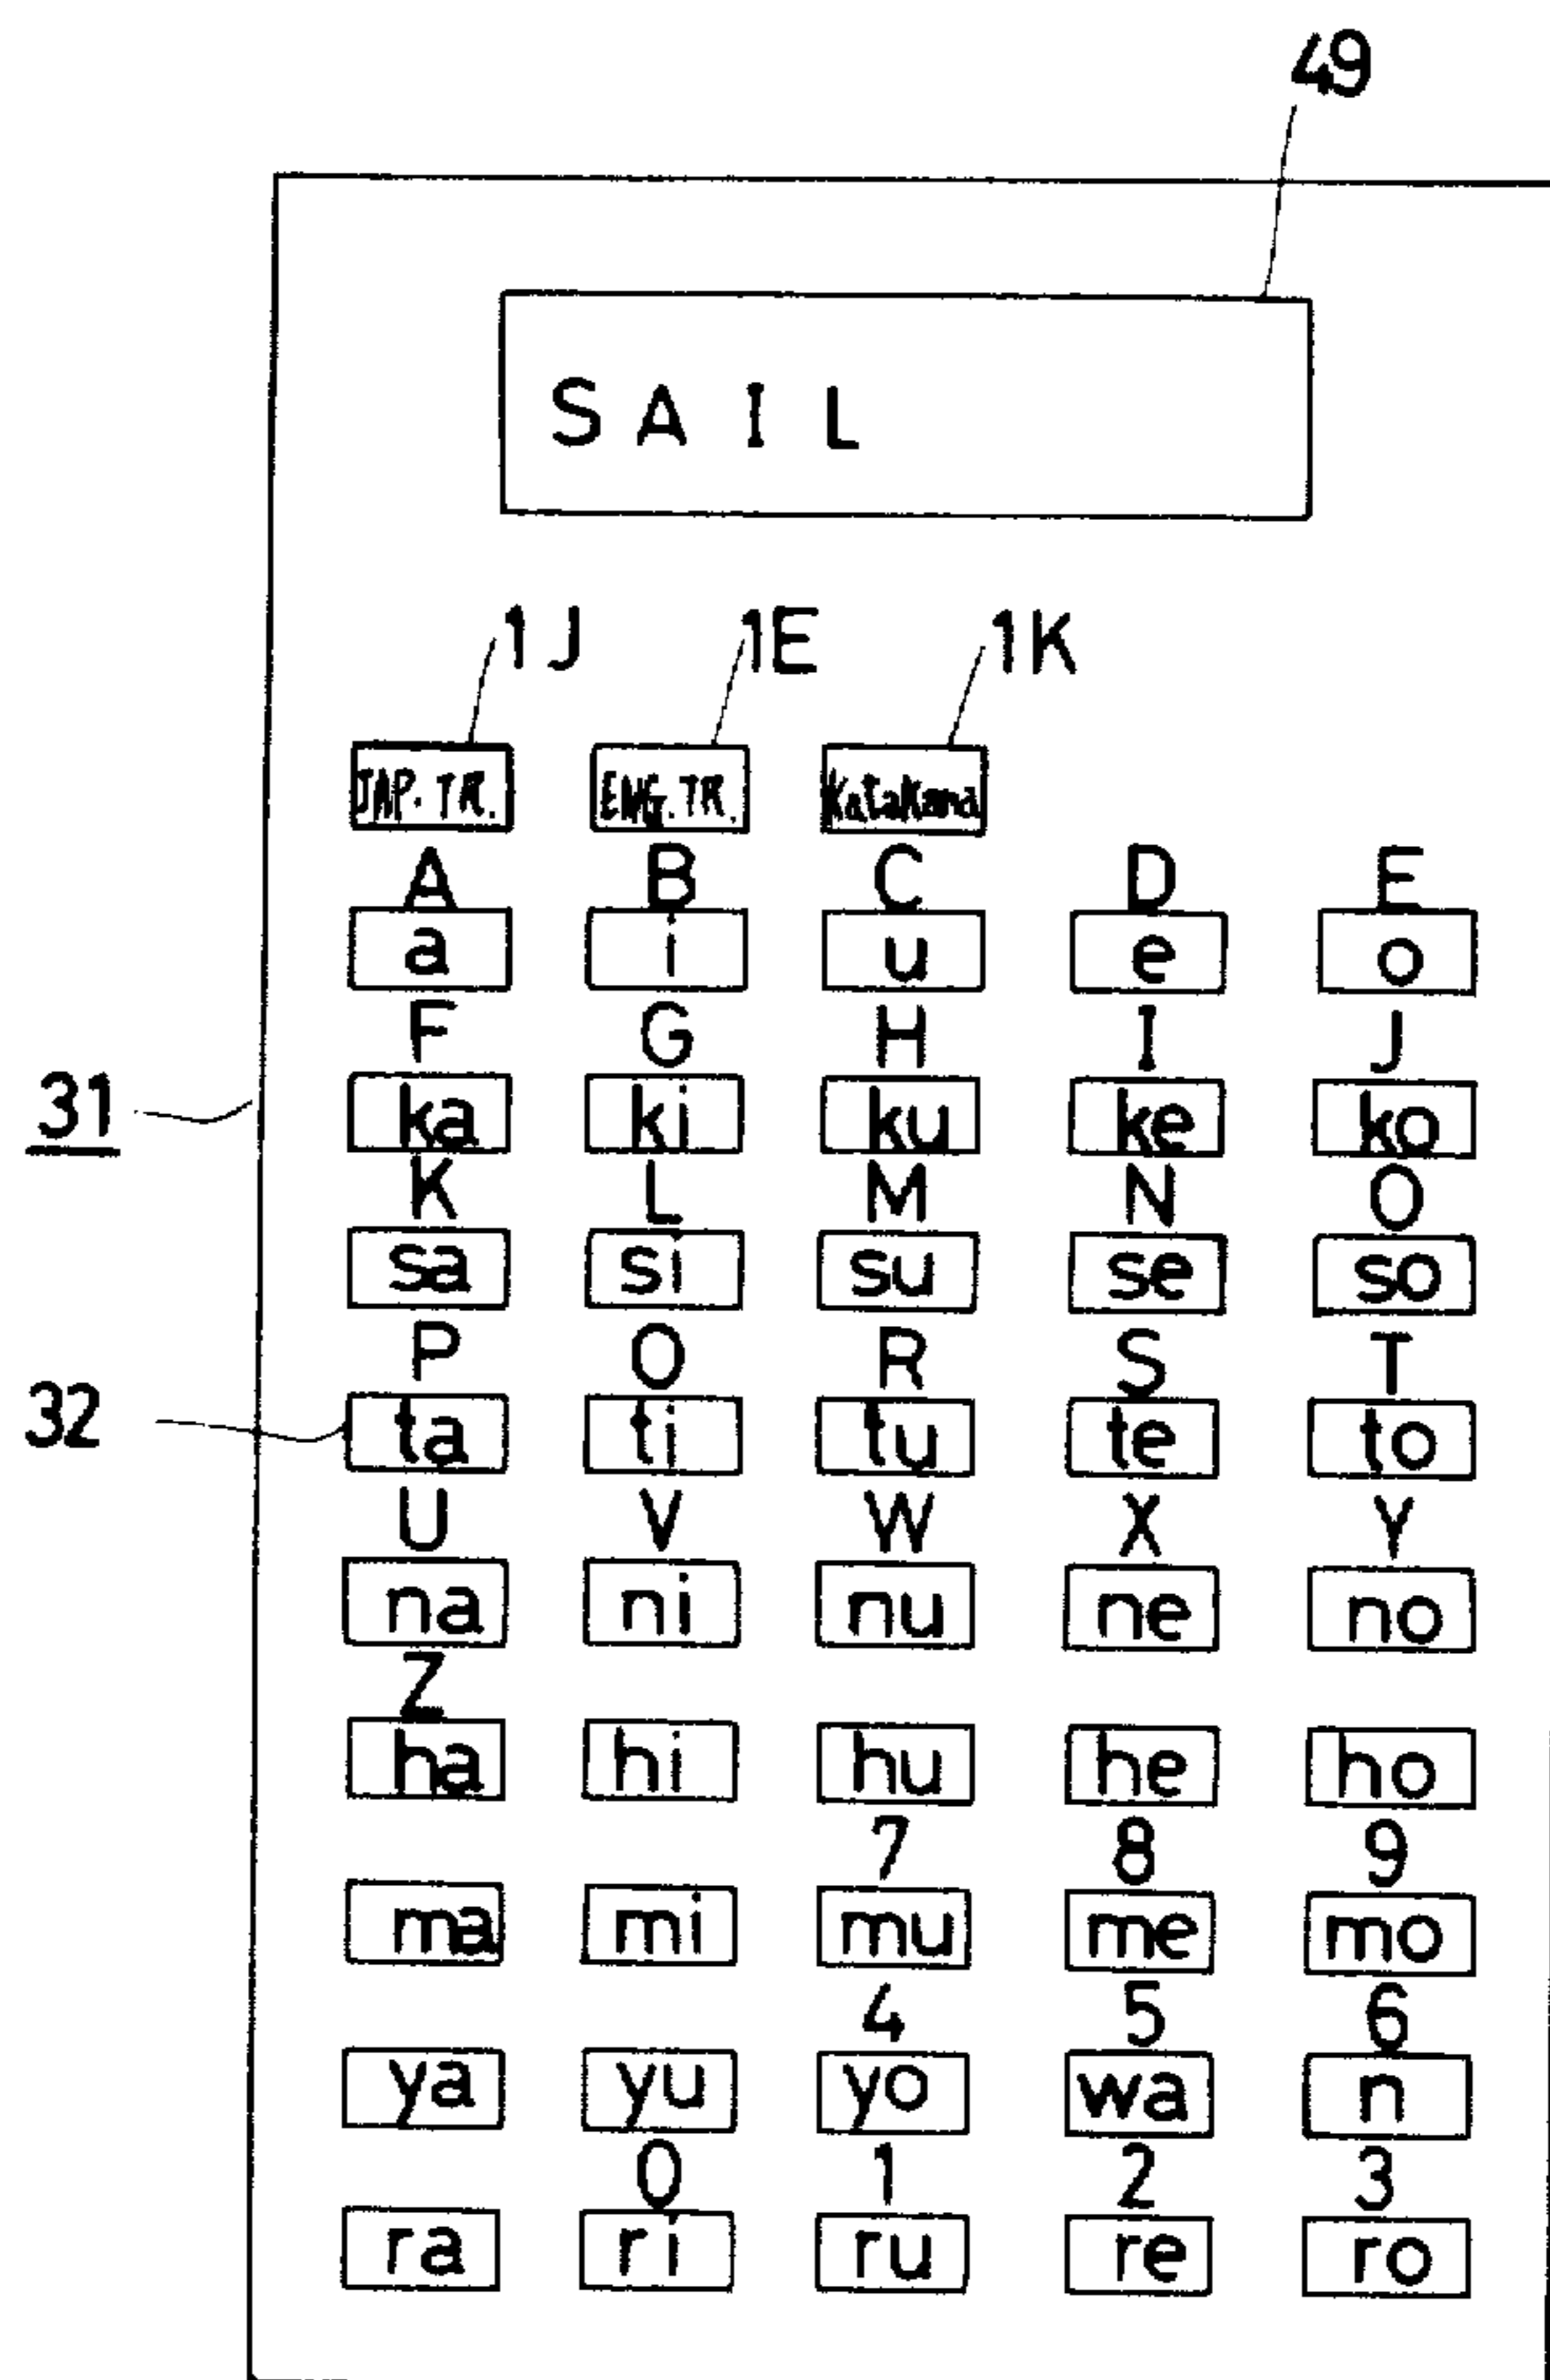 49
SAIL
1J 1E 1K
JAP.TR. ENG.TR. Katakana
A B C D E
a i u e o
F G H I J
31
ka ki ku ke ko
K L M N O
sa si su se so
P O R S T
32
ta ti tu te to
U V W X Y
na ni nu ne no
Z
ha hi hu he ho
7 8 9
ma mi mu me mo
4 5 6
ya yu yo wa n
0 1 2 3
ra ri ru re ro